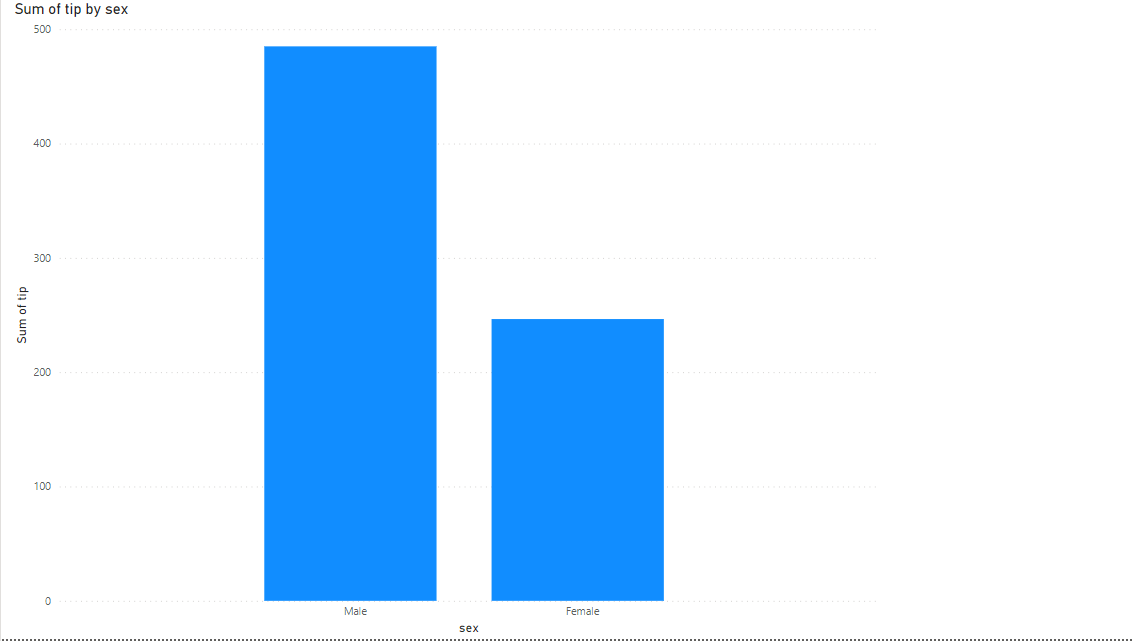 Sum of tip by sex
500
400
300
200
100
0
Sum of tip
Male
Female
sex